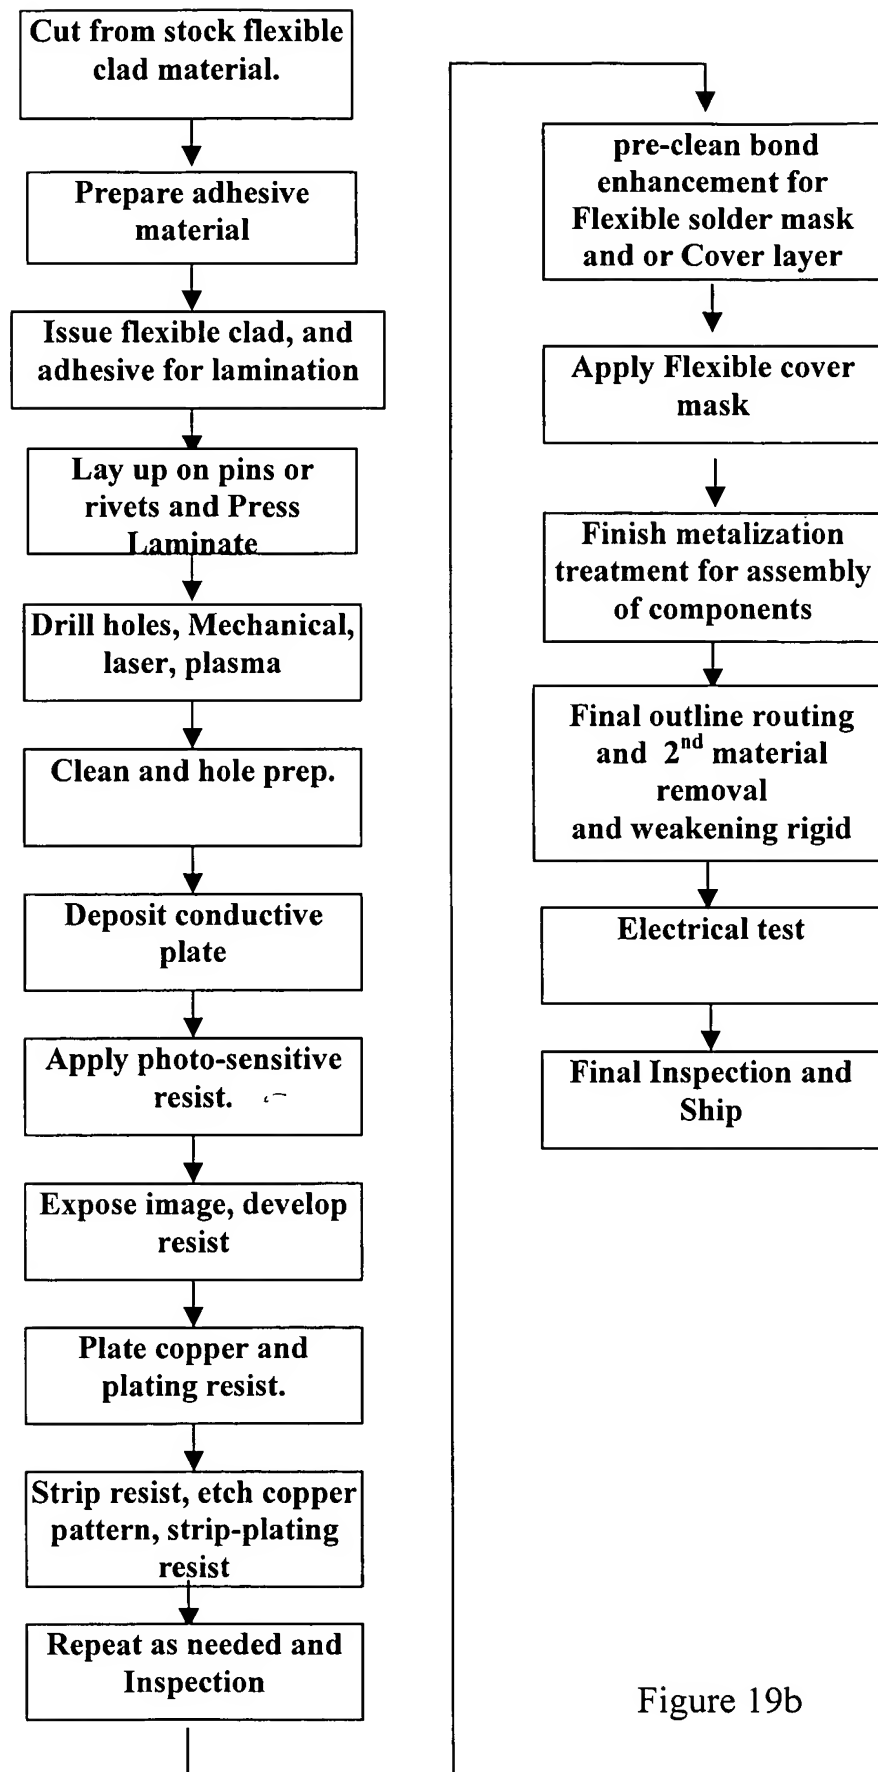 Cut from stock flexible
clad material.
Prepare adhesive
material
Issue flexible clad, and
adhesive for lamination
Lay up on pins or
rivets and Press
Laminate
Drill holes, Mechanical,
laser, plasma
Clean and hole prep.
Deposit conductive
plate
Apply photo-sensitive
resist.
Expose image, develop
resist
Plate copper and
plating resist.
Strip resist, etch copper
pattern, strip-plating
resist
Repeat as needed and
Inspection
pre-clean bond
enhancement for
Flexible solder mask
and or Cover layer
Apply Flexible cover
mask
Finish metalization
treatment for assembly
of components
Final outline routing
and 2nd material
removal
and weakening rigid
Electrical test
Final Inspection and
Ship
Figure 19b